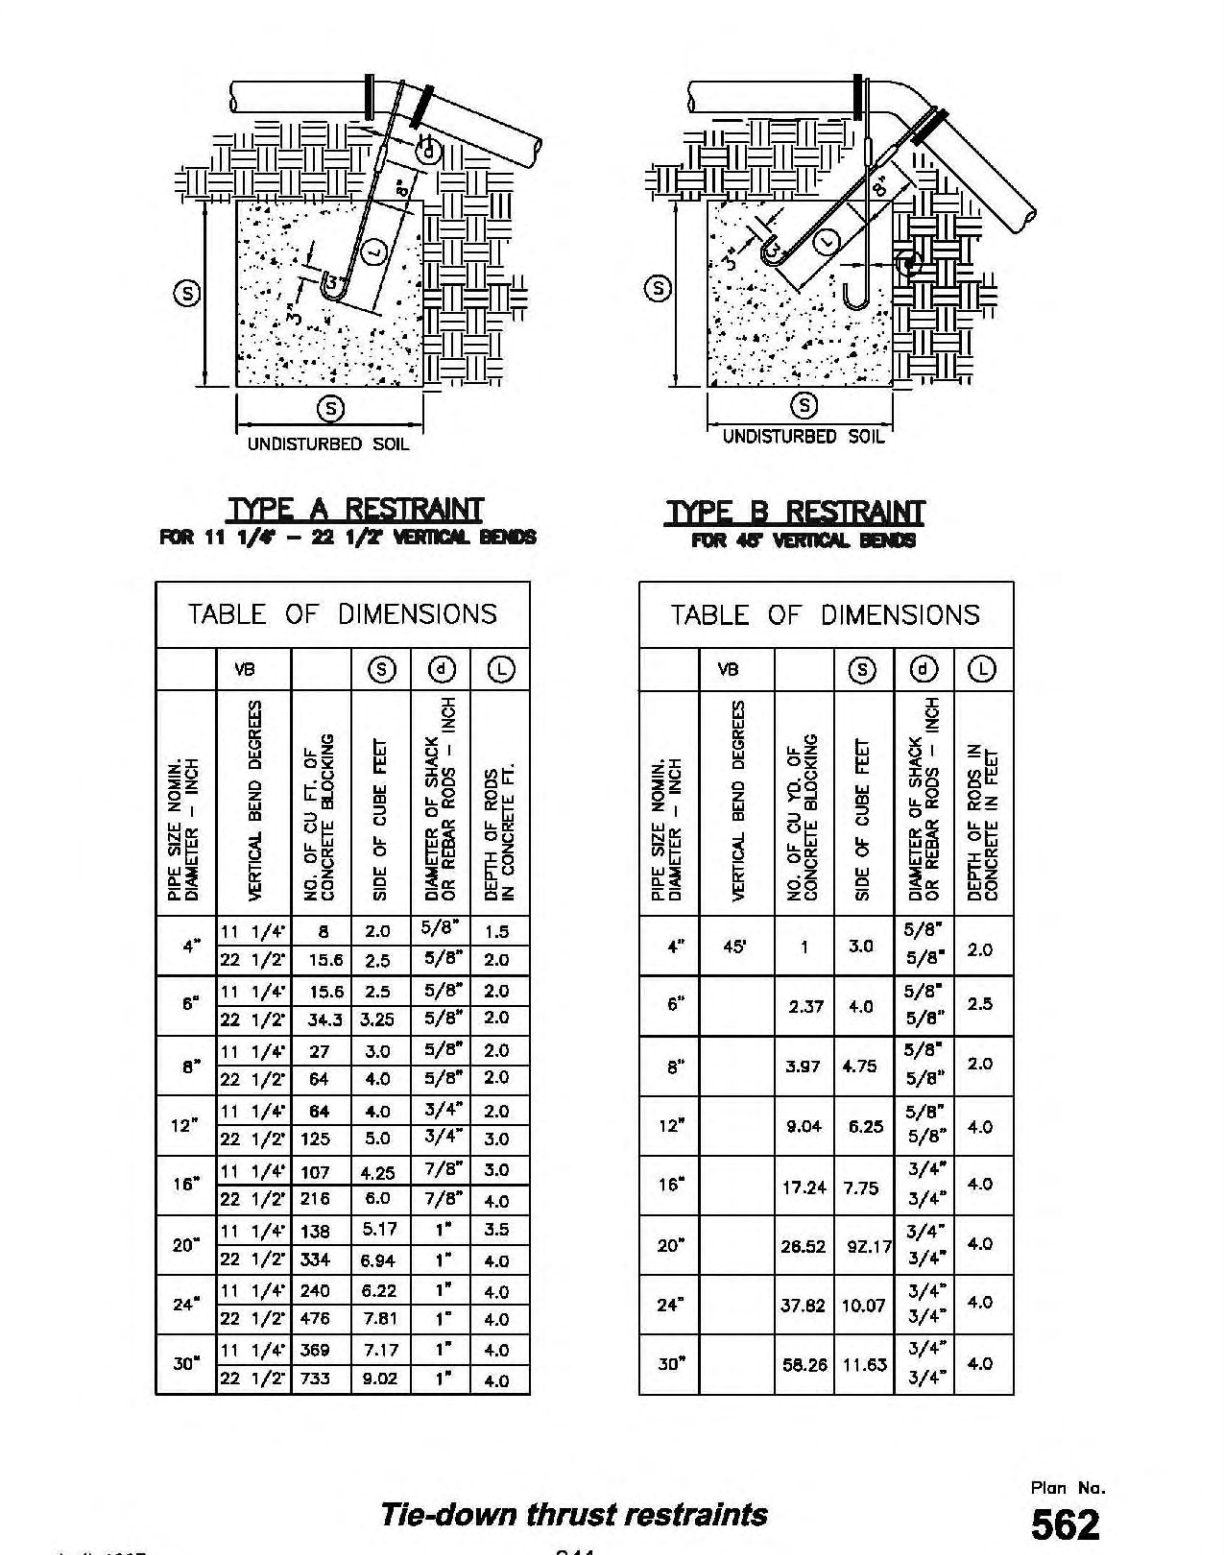 d
8"
L
3"
3"
S
S
UNDISTURBED SOIL
8"
L
3"
3"
S
S
UNDISTURBED SOIL
TYPE A RESTRAINT
FOR 11 1/4° – 22 1/2° VERTICAL BENDS
TYPE B RESTRAINT
FOR 45° VERTICAL BENDS
TABLE OF DIMENSIONS
VB S d L
PIPE SIZE NOMIN. DIAMETER – INCH
VERTICAL BEND DEGREES
NO. OF CU FT. OF CONCRETE BLOCKING
SIDE OF CUBE FEET
DIAMETER OF SHACK OR REBAR RODS – INCH
DEPTH OF RODS IN CONCRETE FT.
4" 11 1/4° 8 2.0 5/8" 1.5
22 1/2° 15.6 2.5 5/8" 2.0
6" 11 1/4° 15.6 2.5 5/8" 2.0
22 1/2° 34.3 3.25 5/8" 2.0
8" 11 1/4° 27 3.0 5/8" 2.0
22 1/2° 64 4.0 5/8" 2.0
12" 11 1/4° 64 4.0 3/4" 2.0
22 1/2° 125 5.0 3/4" 3.0
16" 11 1/4° 107 4.25 7/8" 3.0
22 1/2° 216 6.0 7/8" 4.0
20" 11 1/4° 138 5.17 1" 3.5
22 1/2° 334 6.94 1" 4.0
24" 11 1/4° 240 6.22 1" 4.0
22 1/2° 476 7.81 1" 4.0
30" 11 1/4° 369 7.17 1" 4.0
22 1/2° 733 9.02 1" 4.0
TABLE OF DIMENSIONS
VB S d L
PIPE SIZE NOMIN. DIAMETER – INCH
VERTICAL BEND DEGREES
NO. OF CU YD. OF CONCRETE BLOCKING
SIDE OF CUBE FEET
DIAMETER OF SHACK OR REBAR RODS – INCH
DEPTH OF RODS IN CONCRETE IN FEET
4" 45° 1 3.0 5/8" 5/8" 2.0
6" 2.37 4.0 5/8" 5/8" 2.5
8" 3.97 4.75 5/8" 5/8" 2.0
12" 9.04 6.25 5/8" 5/8" 4.0
16" 17.24 7.75 3/4" 3/4" 4.0
20" 26.52 9Z.17 3/4" 3/4" 4.0
24" 37.82 10.07 3/4" 3/4" 4.0
30" 58.26 11.63 3/4" 3/4" 4.0
Tie-down thrust restraints
Plan No.
562